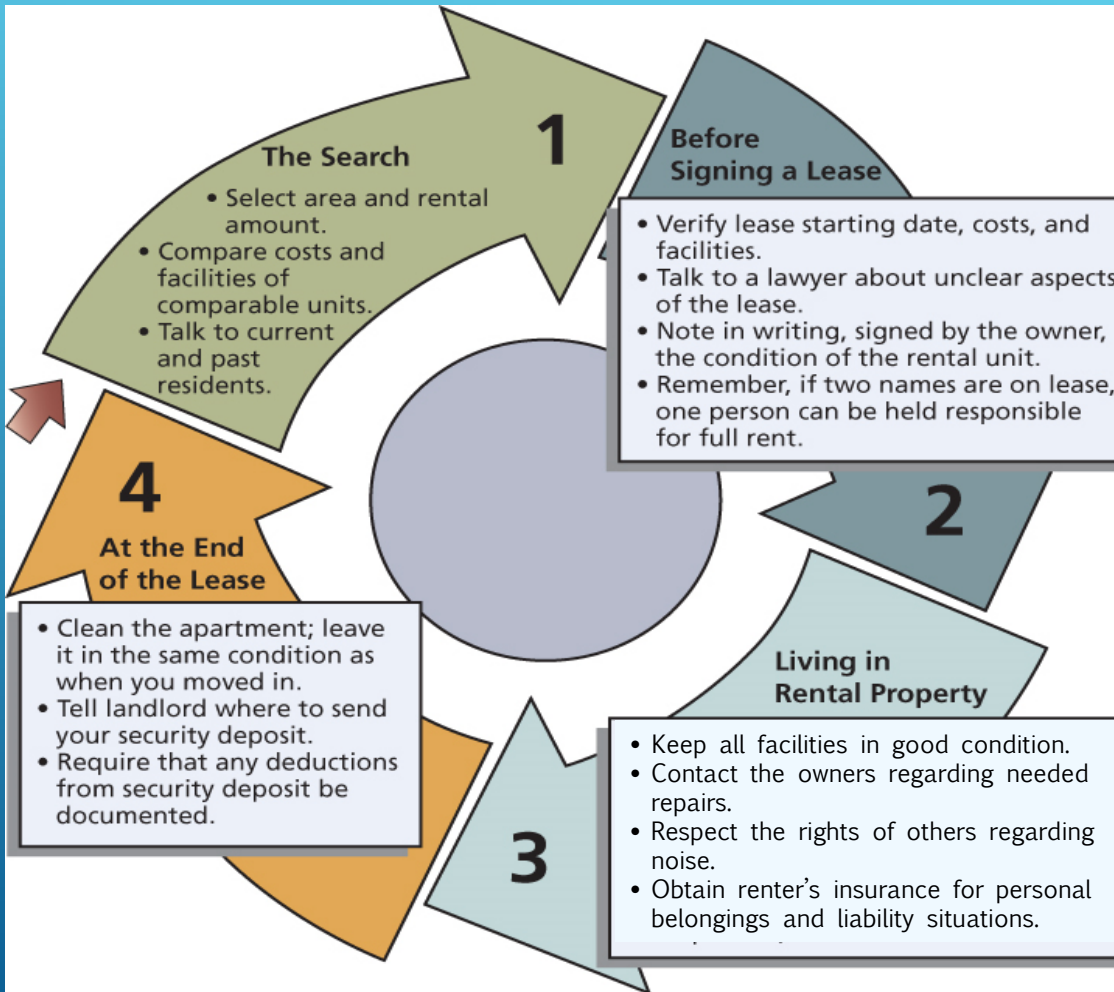 1
The Search
• Select area and rental
amount.
• Compare costs and
facilities of
comparable units.
• Talk to current
and past
residents.
Before
Signing a Lease
• Verify lease starting date, costs, and
facilities.
• Talk to a lawyer about unclear aspects
of the lease.
• Note in writing, signed by the owner,
the condition of the rental unit.
• Remember, if two names are on lease,
one person can be held responsible
for full rent.
2
Living in
Rental Property
• Keep all facilities in good condition.
• Contact the owners regarding needed
repairs.
• Respect the rights of others regarding
noise.
• Obtain renter’s insurance for personal
belongings and liability situations.
3
4
At the End
of the Lease
• Clean the apartment; leave
it in the same condition as
when you moved in.
• Tell landlord where to send
your security deposit.
• Require that any deductions
from security deposit be
documented.